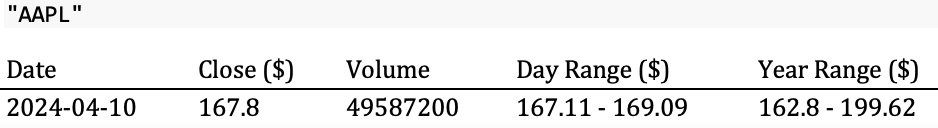 "AAPL"
Date Close ($) Volume Day Range ($) Year Range ($)
2024-04-10 167.8 49587200 167.11 - 169.09 162.8 - 199.62